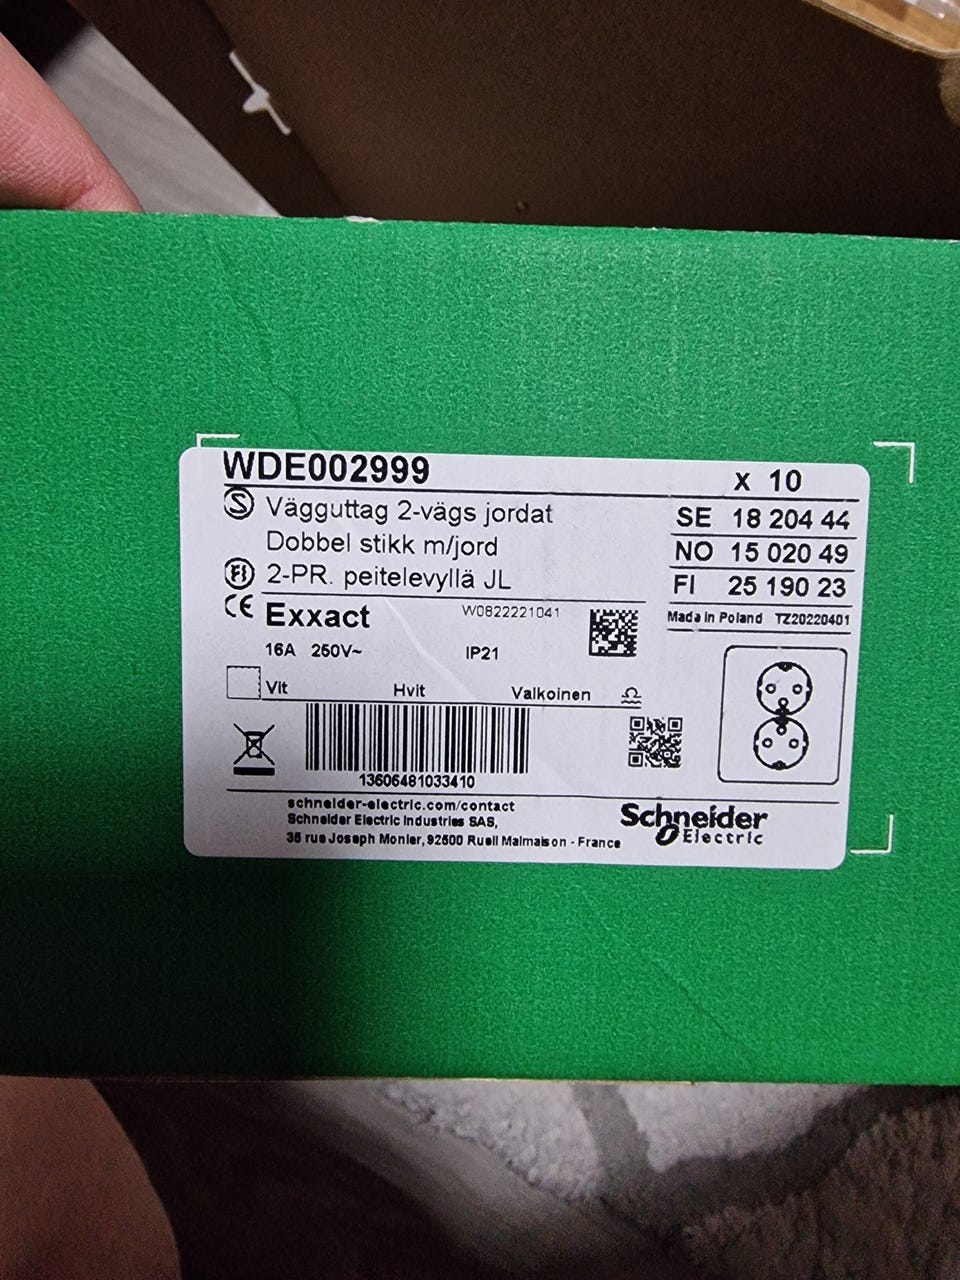 WDE002999
x 10
S Vägguttag 2-vägs jordat
Dobbel stikk m/jord
FI 2-PR. peitelevyllä JL
SE 18 204 44
NO 15 020 49
FI 25 190 23
CE Exxact
W0822221041
Made in Poland TZ20220401
16A 250V~ IP21
Vit Hvit Valkoinen
13606481033410
schneider-electric.com/contact
Schneider Electric Industries SAS,
35 rue Joseph Monier, 92500 Rueil Malmaison - France
Schneider
Electric